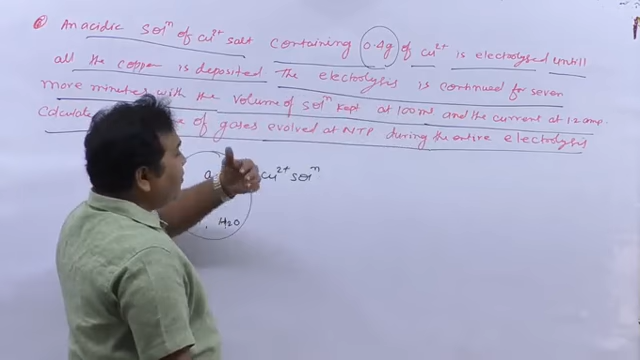 An acidic solⁿ of Cu²⁺ salt containing 0.4g of Cu²⁺ is electrolysed untill
all the copper is deposited The electrolysis is continued for seven
more minutes with the volume of solⁿ kept at 100ml and the current at 1.2 amp.
Calculate of gases evolved at NTP during the entire electrolysis
Cu²⁺ solⁿ
, H₂O